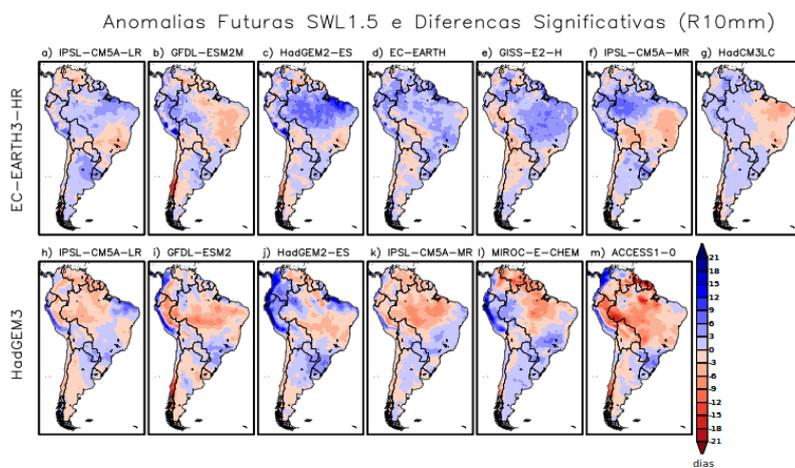 Anomalias Futuras SWL1.5 e Diferencas Significativas (R10mm)
a) IPSL-CM5A-LR b) GFDL-ESM2M c) HadGEM2-ES d) EC-EARTH e) GISS-E2-H f) IPSL-CM5A-MR g) HadCM3LC
EC-EARTH3-HR
h) IPSL-CM5A-LR i) GFDL-ESM2 j) HadGEM2-ES k) IPSL-CM5A-MR l) MIROC-E-CHEM m) ACCESS1-0
HadGEM3
21
18
15
12
9
6
3
0
-3
-6
-9
-12
-15
-18
-21
dias